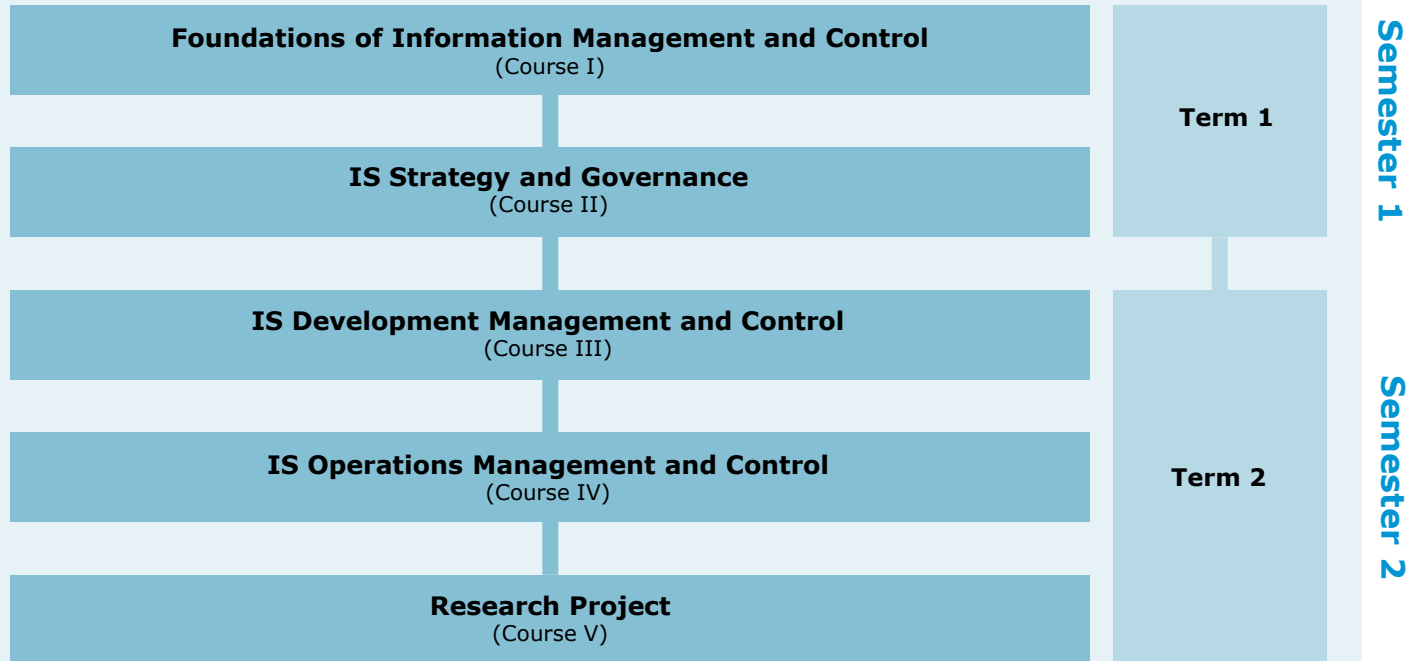 Foundations of Information Management and Control
(Course I)
IS Strategy and Governance
(Course II)
Term 1
Semester 1
IS Development Management and Control
(Course III)
IS Operations Management and Control
(Course IV)
Research Project
(Course V)
Term 2
Semester 2